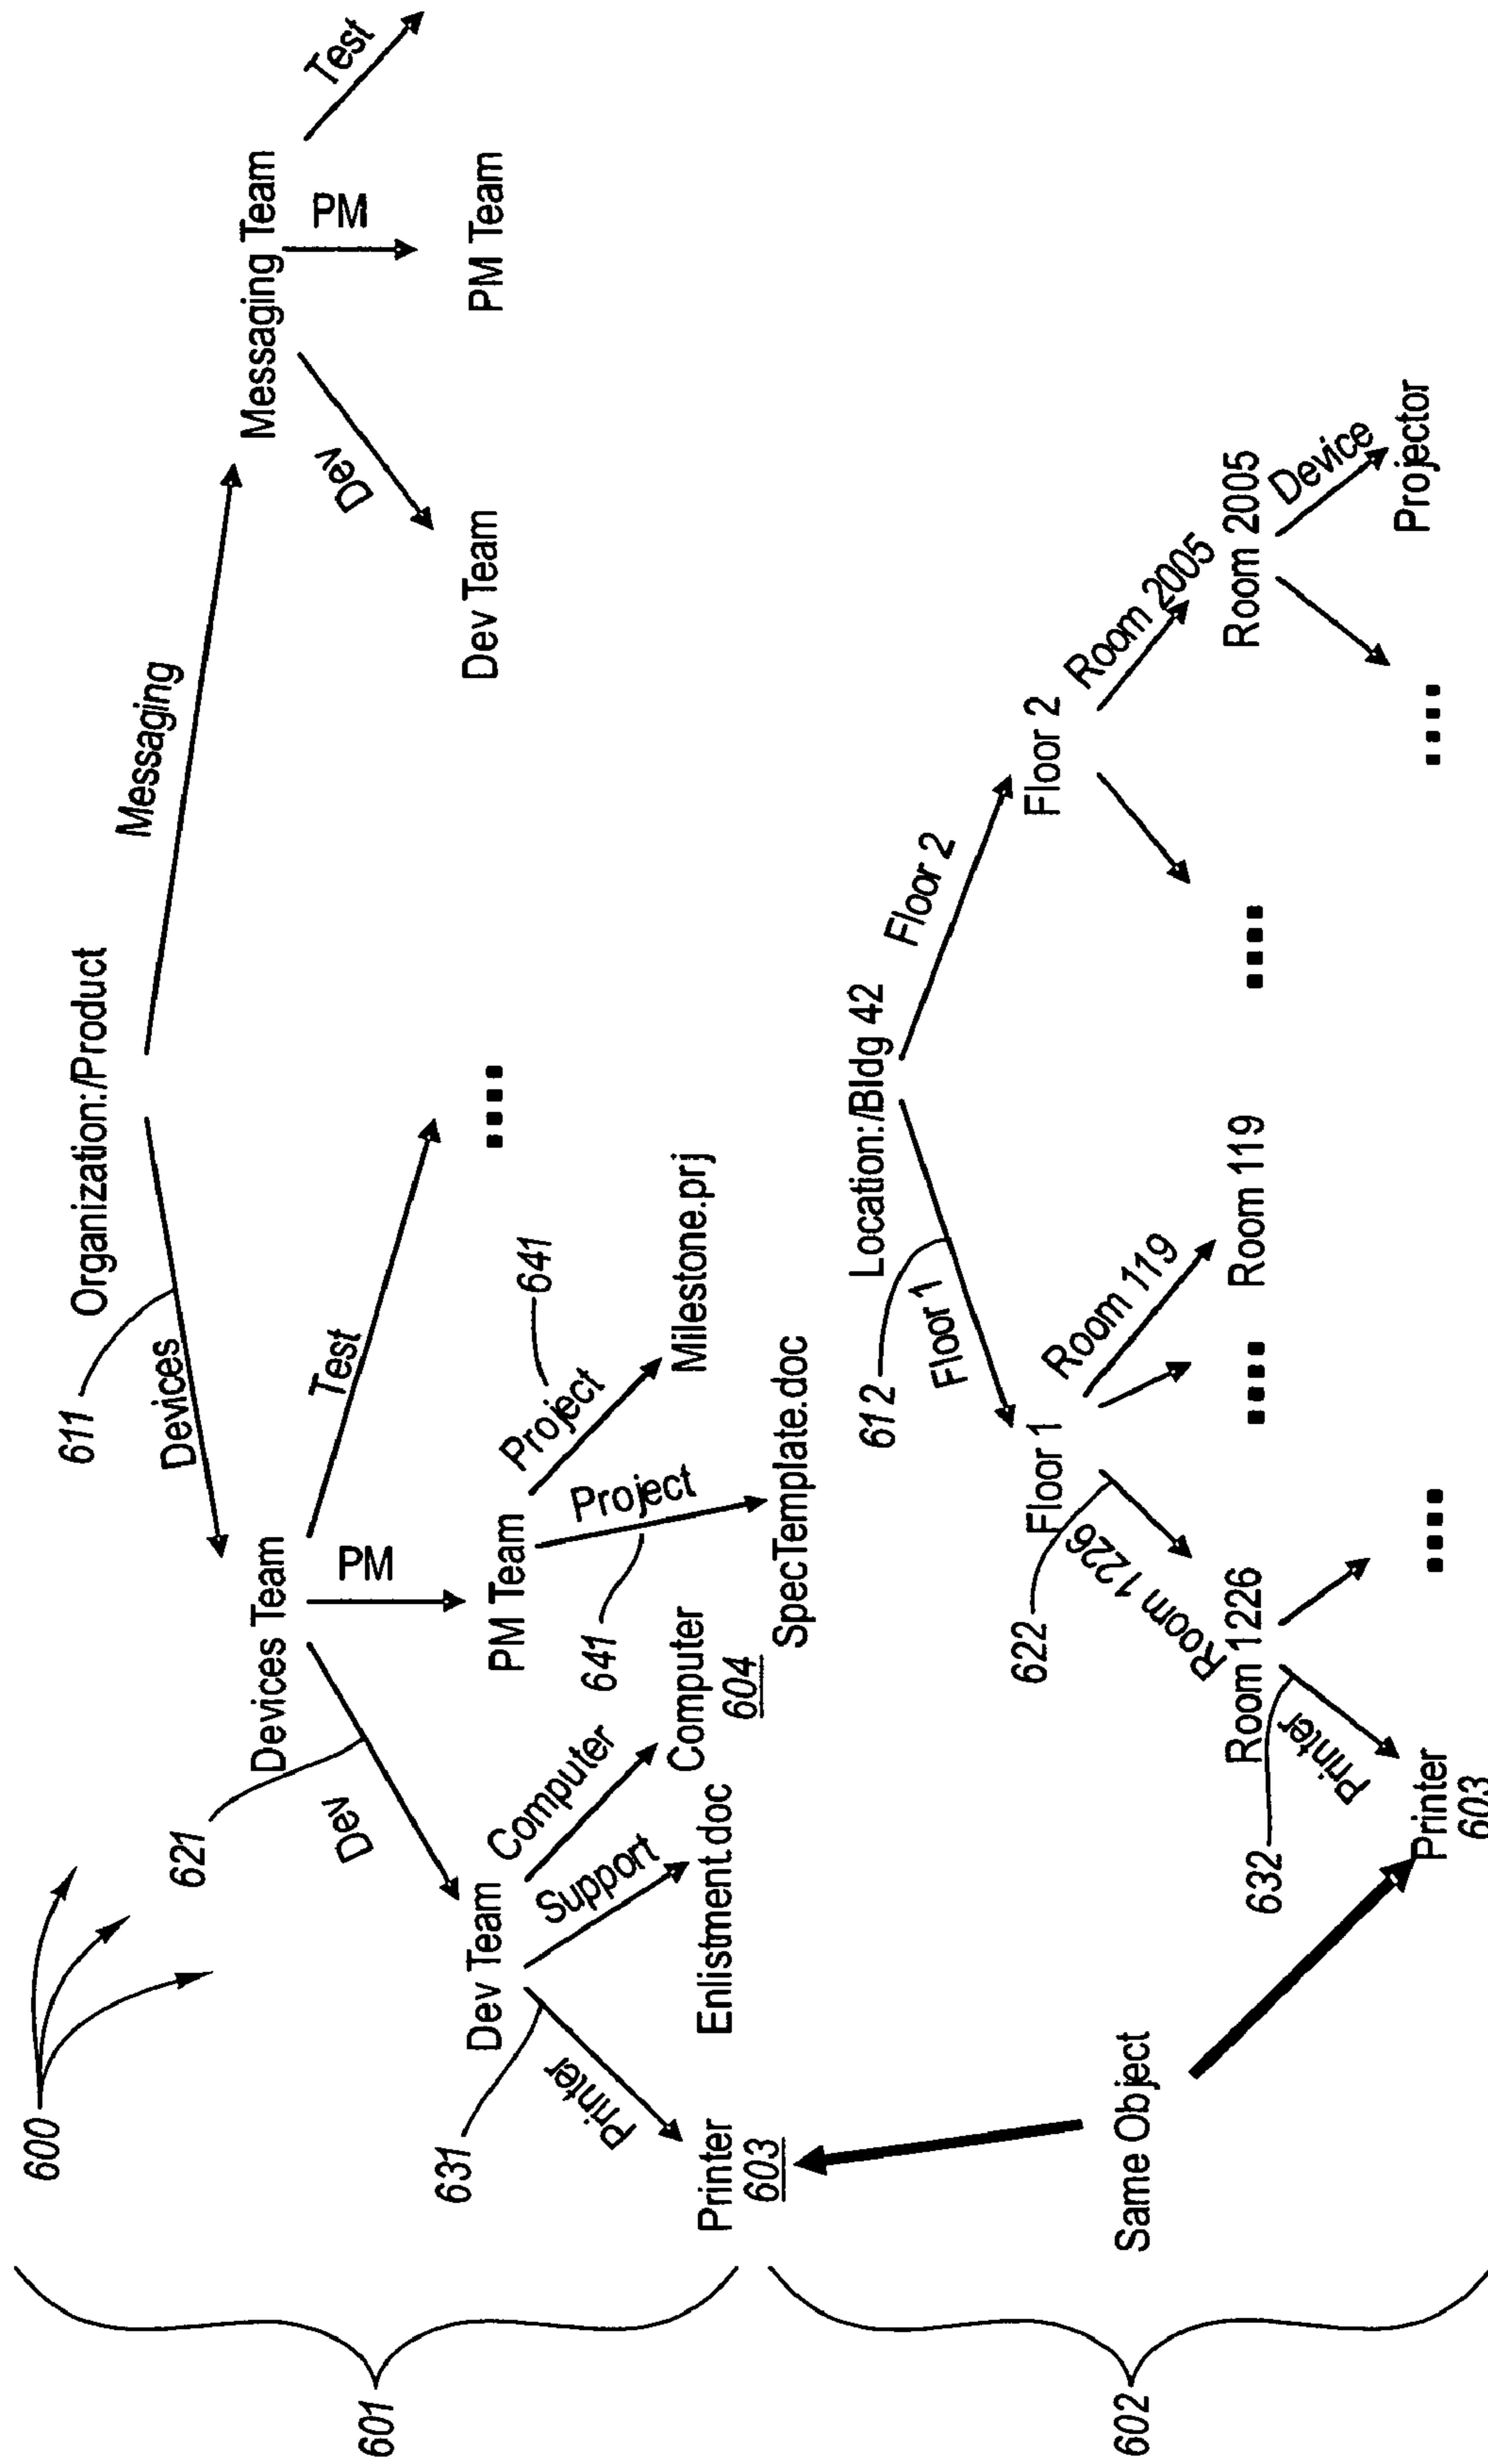 600
601
Organization:/Product
611
Devices
Messaging
Devices Team
Messaging Team
621
Dev
PM
Test
Dev
PM
Test
Dev Team
PM Team
....
Dev Team
PM Team
631
Printer
Support
Computer
641
Project
Project
641
Printer
603
Enlistment.doc
Computer
604
SpecTemplate.doc
Milestone.prj
602
Location:/Bldg 42
612
Floor 1
Floor 2
Floor 1
Floor 2
622
Room 1226
Room 119
Room 2005
Same Object
Room 1226
....
Room 119
....
Room 2005
632
Printer
Device
Printer
603
....
....
Projector